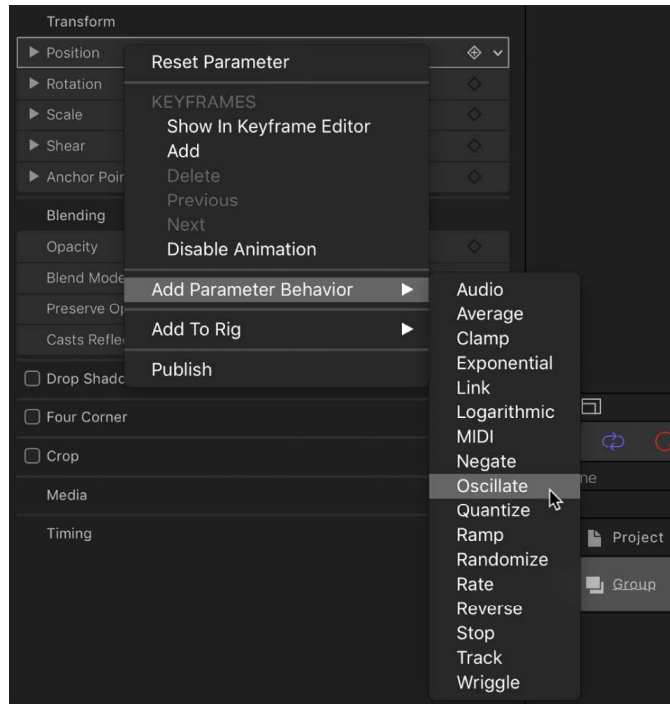 Transform
Position
Rotation
Scale
Shear
Anchor Poin
Blending
Opacity
Blend Mode
Preserve Op
Casts Refle
Drop Shado
Four Corner
Crop
Media
Timing
Reset Parameter
KEYFRAMES
Show In Keyframe Editor
Add
Delete
Previous
Next
Disable Animation
Add Parameter Behavior
Add To Rig
Publish
Audio
Average
Clamp
Exponential
Link
Logarithmic
MIDI
Negate
Oscillate
Quantize
Ramp
Randomize
Rate
Reverse
Stop
Track
Wriggle
ne
Project
Group